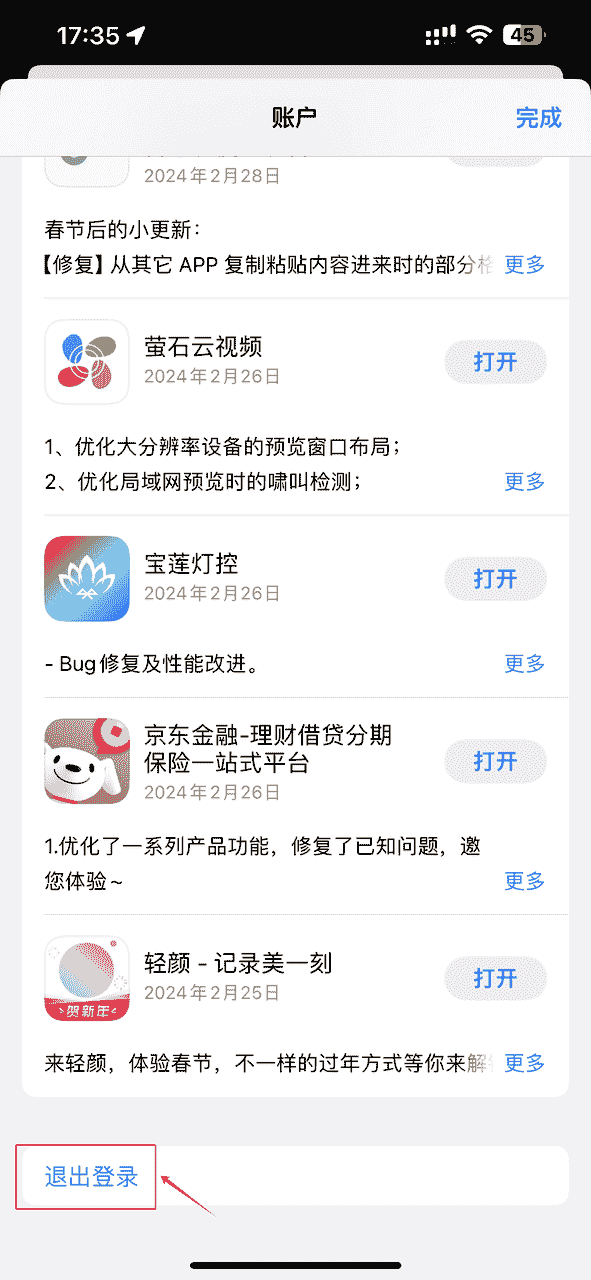 17:35
45
账户
完成
2024年2月28日
春节后的小更新：
【修复】从其它 APP 复制粘贴内容进来时的部分格
更多
萤石云视频
打开
2024年2月26日
1、优化大分辨率设备的预览窗口布局；
2、优化局域网预览时的啸叫检测；
更多
宝莲灯控
打开
2024年2月26日
- Bug修复及性能改进。
更多
京东金融-理财借贷分期
保险一站式平台
打开
2024年2月26日
1.优化了一系列产品功能，修复了已知问题，邀
您体验~
更多
轻颜 - 记录美一刻
打开
2024年2月25日
贺新年
来轻颜，体验春节，不一样的过年方式等你来解
更多
退出登录